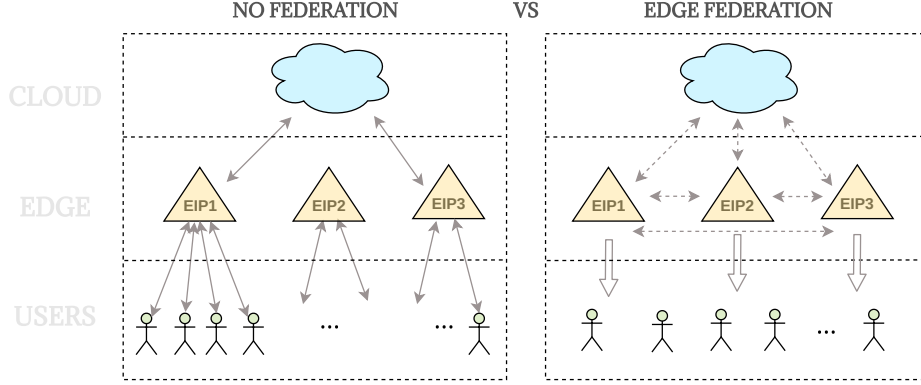 NO FEDERATION VS EDGE FEDERATION
CLOUD
EDGE
EIP1 EIP2 EIP3 EIP1 EIP2 EIP3
USERS
... ... ...